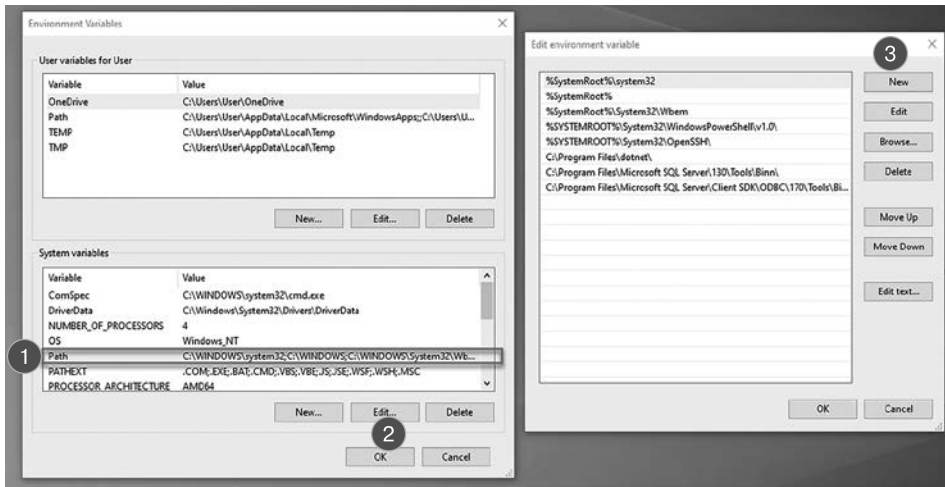 Environment Variables
User variables for User
Variable Value
OneDrive C:\Users\User\OneDrive
Path C:\Users\User\AppData\Local\Microsoft\WindowsApps;;C:\Users\U...
TEMP C:\Users\User\AppData\Local\Temp
TMP C:\Users\User\AppData\Local\Temp
New... Edit... Delete
System variables
Variable Value
ComSpec C:\WINDOWS\system32\cmd.exe
DriverData C:\Windows\System32\Drivers\DriverData
NUMBER_OF_PROCESSORS 4
OS Windows_NT
1 Path C:\WINDOWS\system32;C:\WINDOWS;C:\WINDOWS\System32\Wb...
PATHEXT .COM;.EXE;.BAT;.CMD;.VBS;.VBE;.JS;.JSE;.WSF;.WSH;.MSC
PROCESSOR_ARCHITECTURE AMD64
New... Edit... Delete
2
OK Cancel
Edit environment variable
3
%SystemRoot%\system32
%SystemRoot%
%SystemRoot%\System32\Wbem
%SYSTEMROOT%\System32\WindowsPowerShell\v1.0\
%SYSTEMROOT%\System32\OpenSSH\
C:\Program Files\dotnet\
C:\Program Files\Microsoft SQL Server\130\Tools\Binn\
C:\Program Files\Microsoft SQL Server\Client SDK\ODBC\170\Tools\Bi...
New
Edit
Browse...
Delete
Move Up
Move Down
Edit text...
OK Cancel